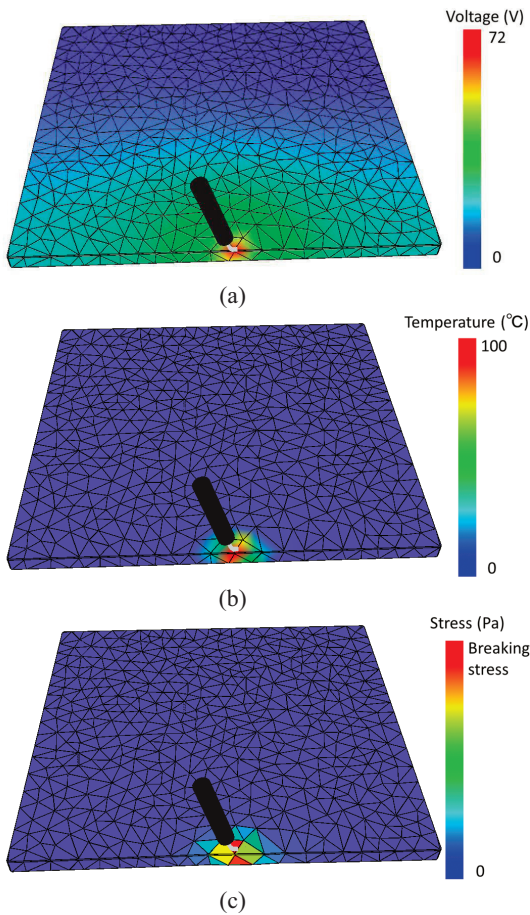 Voltage (V)
72
0
(a)
Temperature (℃)
100
0
(b)
Stress (Pa)
Breaking
stress
0
(c)